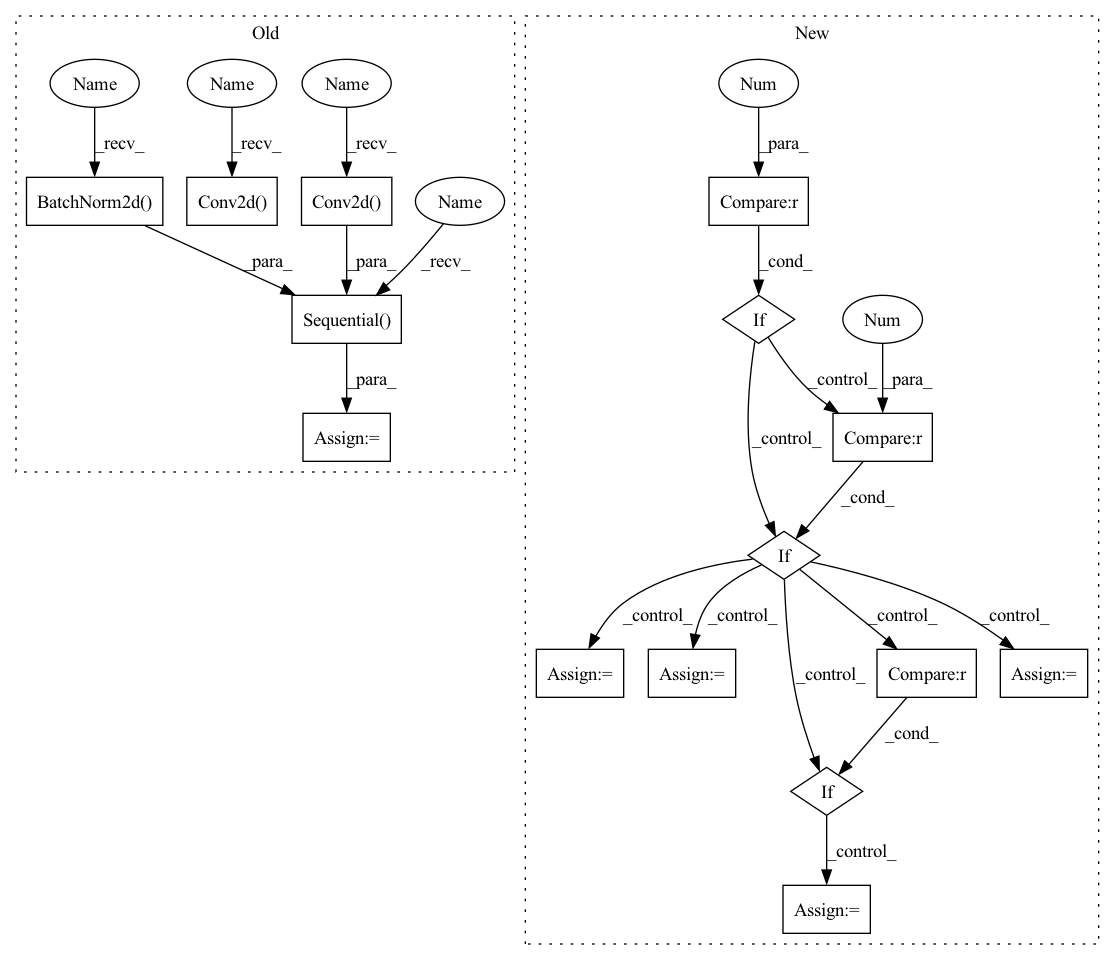 Old
New
Name
Name
Name
Num
_recv_
_recv_
_recv_
_para_
BatchNorm2d()
Conv2d()
Conv2d()
Name
Compare:r
_para_
_para_
_recv_
_cond_
Sequential()
If
Num
_para_
_control_
_para_
Assign:=
_control_
Compare:r
_cond_
If
_control_
_control_
_control_
_control_
_control_
Assign:=
Assign:=
Compare:r
Assign:=
_cond_
If
_control_
Assign:=